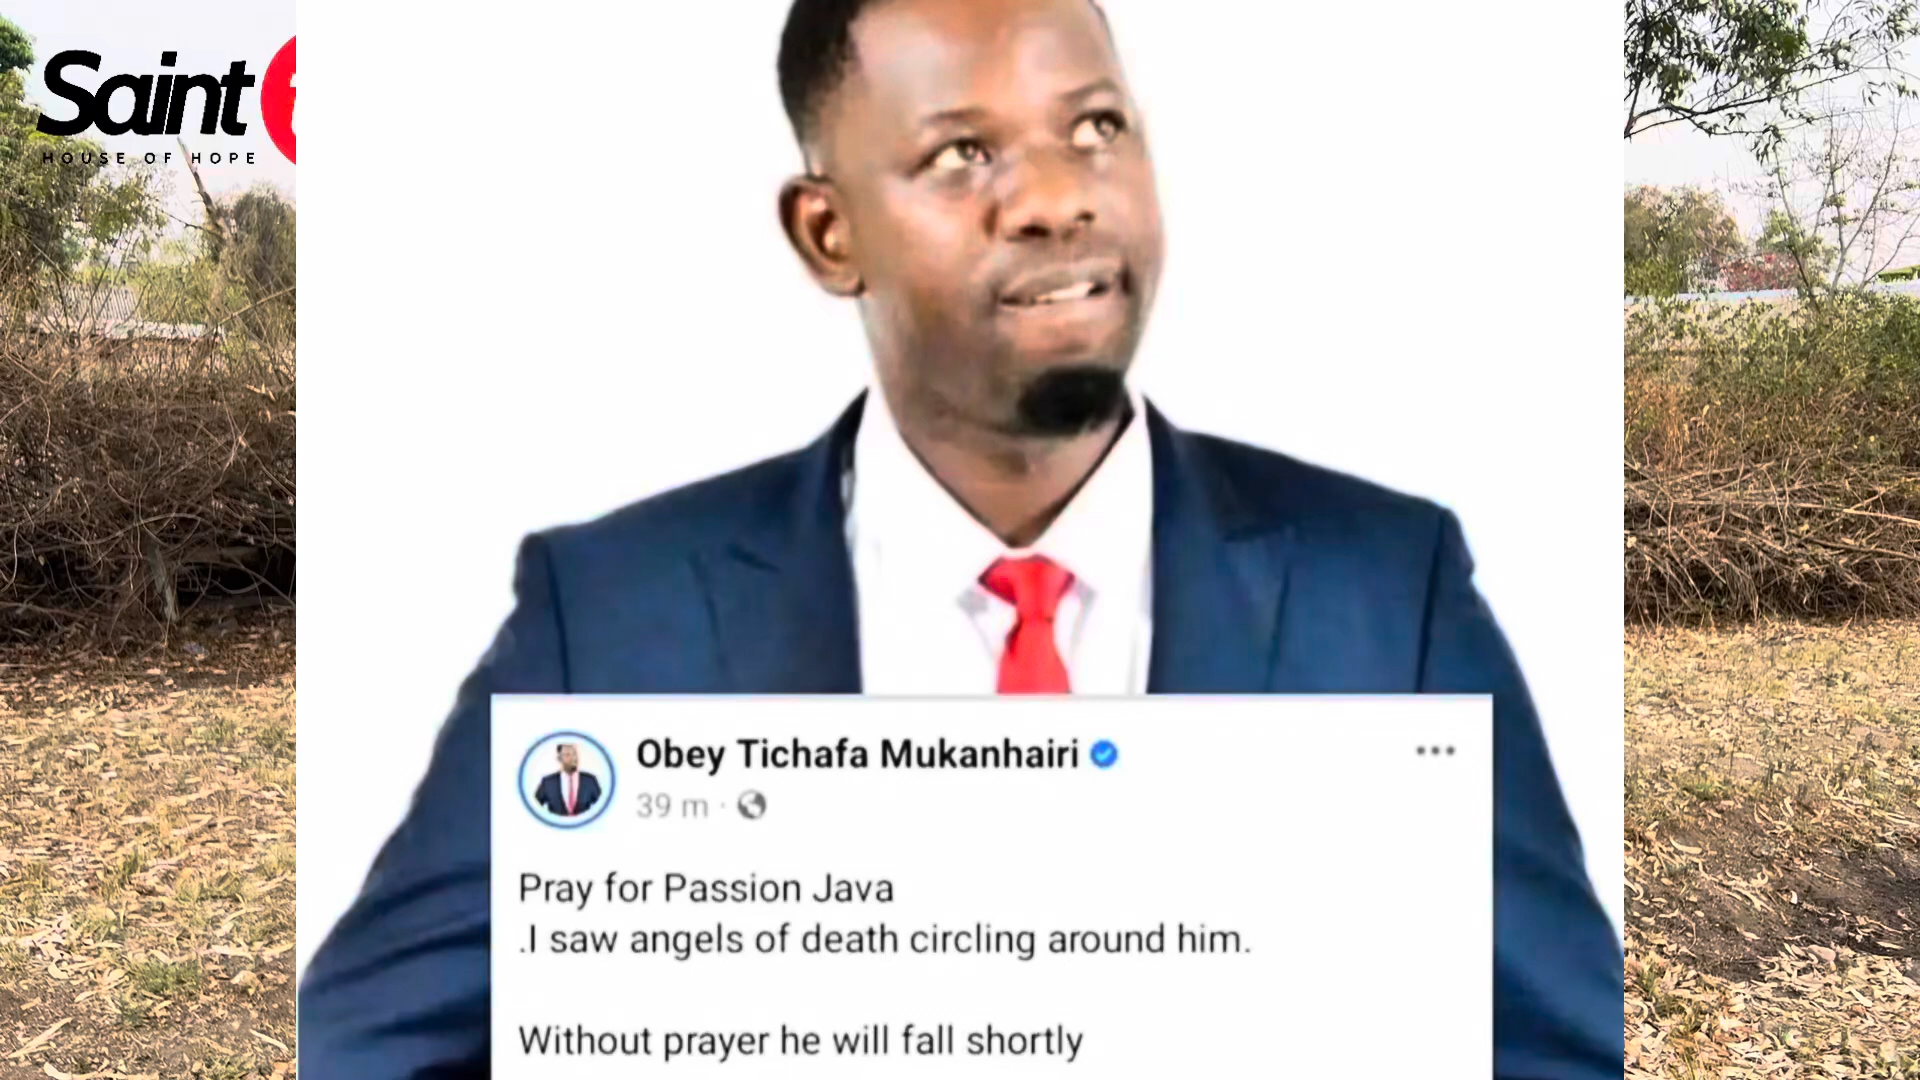 Saint
HOUSE OF HOPE
Obey Tichafa Mukanhairi
39 m ·
Pray for Passion Java
.I saw angels of death circling around him.
Without prayer he will fall shortly